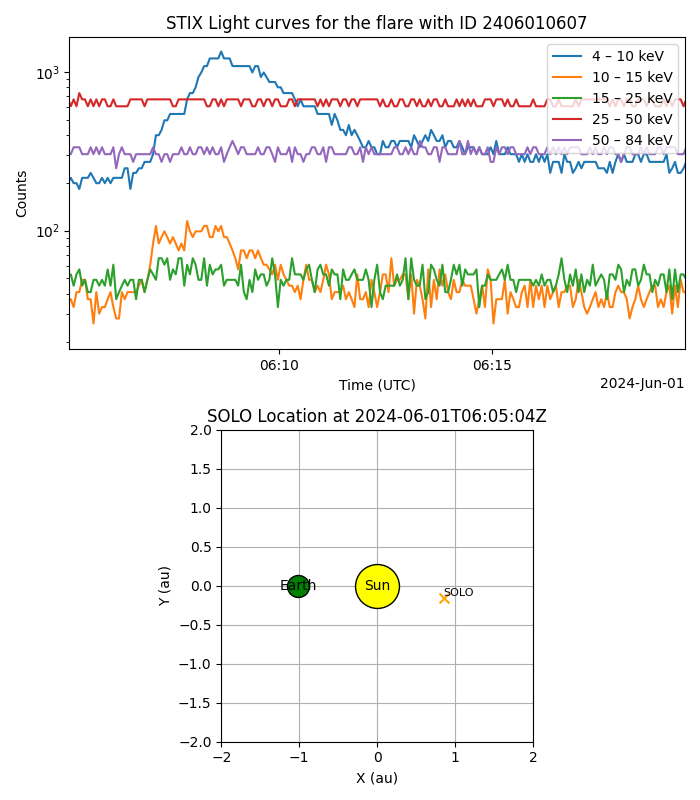 STIX Light curves for the flare with ID 2406010607
10³
10²
Counts
4 – 10 keV
10 – 15 keV
15 – 25 keV
25 – 50 keV
50 – 84 keV
06:10
06:15
Time (UTC)
2024-Jun-01
SOLO Location at 2024-06-01T06:05:04Z
2.0
1.5
1.0
0.5
0.0
−0.5
−1.0
−1.5
−2.0
Y (au)
Earth
Sun
SOLO
−2
−1
0
1
2
X (au)